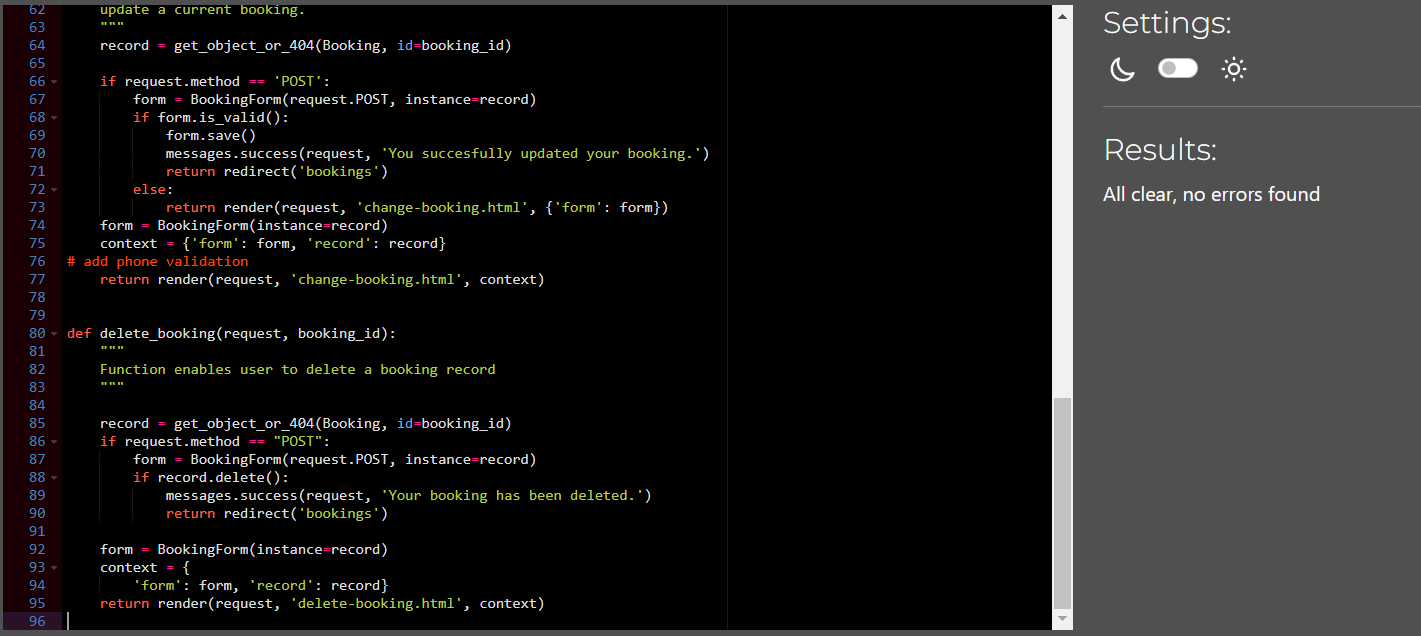 62 update a current booking.
63 """
64 record = get_object_or_404(Booking, id=booking_id)
65
66 if request.method == 'POST':
67 form = BookingForm(request.POST, instance=record)
68 if form.is_valid():
69 form.save()
70 messages.success(request, 'You succesfully updated your booking.')
71 return redirect('bookings')
72 else:
73 return render(request, 'change-booking.html', {'form': form})
74 form = BookingForm(instance=record)
75 context = {'form': form, 'record': record}
76 # add phone validation
77 return render(request, 'change-booking.html', context)
78
79
80 def delete_booking(request, booking_id):
81 """
82 Function enables user to delete a booking record
83 """
84
85 record = get_object_or_404(Booking, id=booking_id)
86 if request.method == "POST":
87 form = BookingForm(request.POST, instance=record)
88 if record.delete():
89 messages.success(request, 'Your booking has been deleted.')
90 return redirect('bookings')
91
92 form = BookingForm(instance=record)
93 context = {
94 'form': form, 'record': record}
95 return render(request, 'delete-booking.html', context)
96
Settings:
Results:
All clear, no errors found